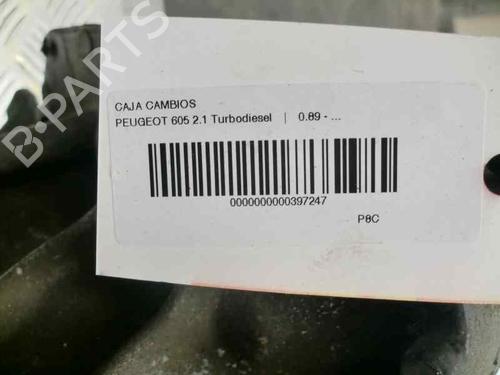 CAJA CAMBIOS
PEUGEOT 605 2.1 Turbodiesel | 0.89 - ...
0000000000397247
P8C
B-PARTS